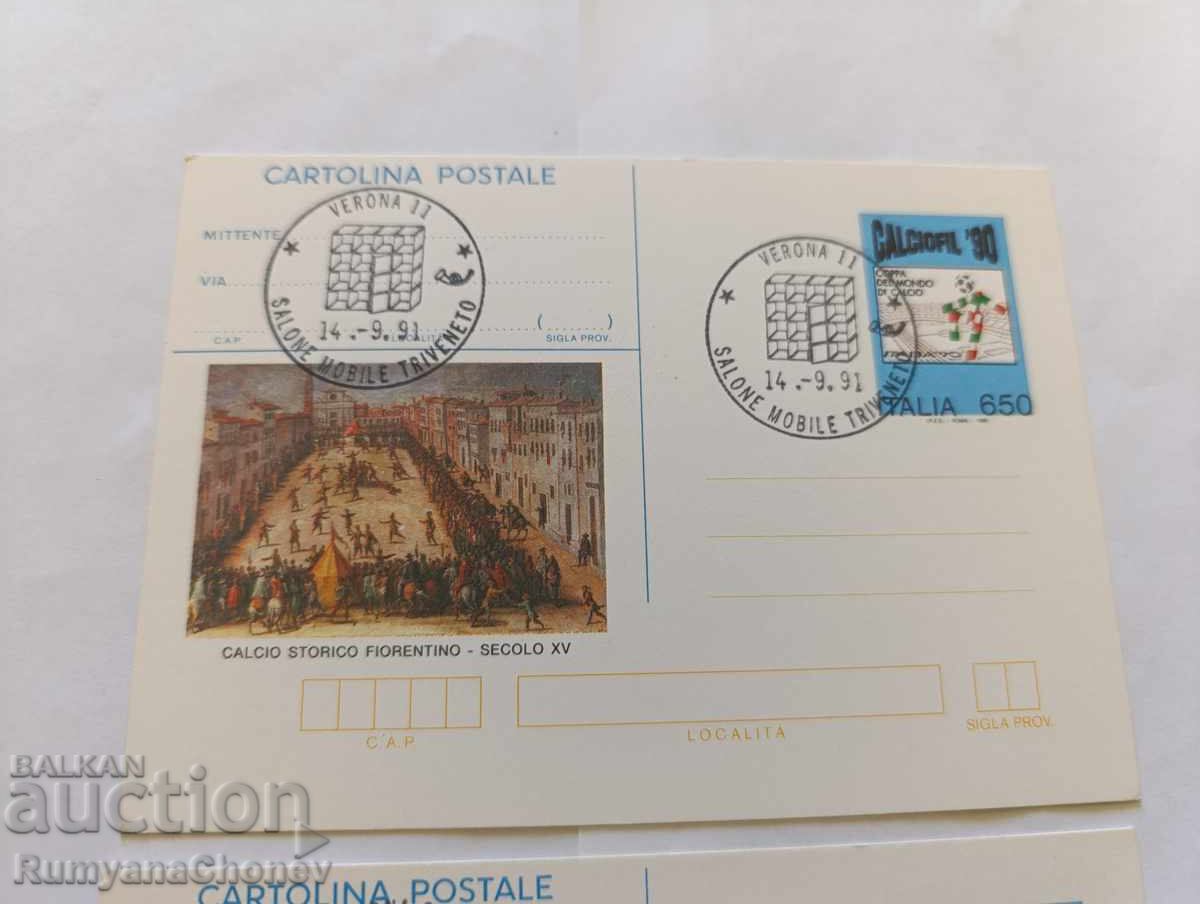 CARTOLINA POSTALE
MITTENTE
VIA
C.A.P. LOCALITÀ ( ) SIGLA PROV.
VERONA 11
14.-9.91
SALONE MOBILE TRIVENETO
VERONA 11
14.-9.91
SALONE MOBILE TRIVENETO
CALCIOFIL '90
COPPA
DEL MONDO
DI CALCIO
ITALIA 650
CALCIO STORICO FIORENTINO - SECOLO XV
C.A.P.
LOCALITÀ
SIGLA PROV.
BALKAN
auction
RumyanaChonev
CARTOLINA POSTALE